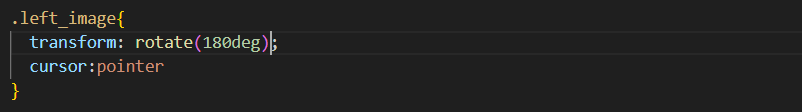 .left_image{
transform: rotate(180deg);
cursor:pointer
}